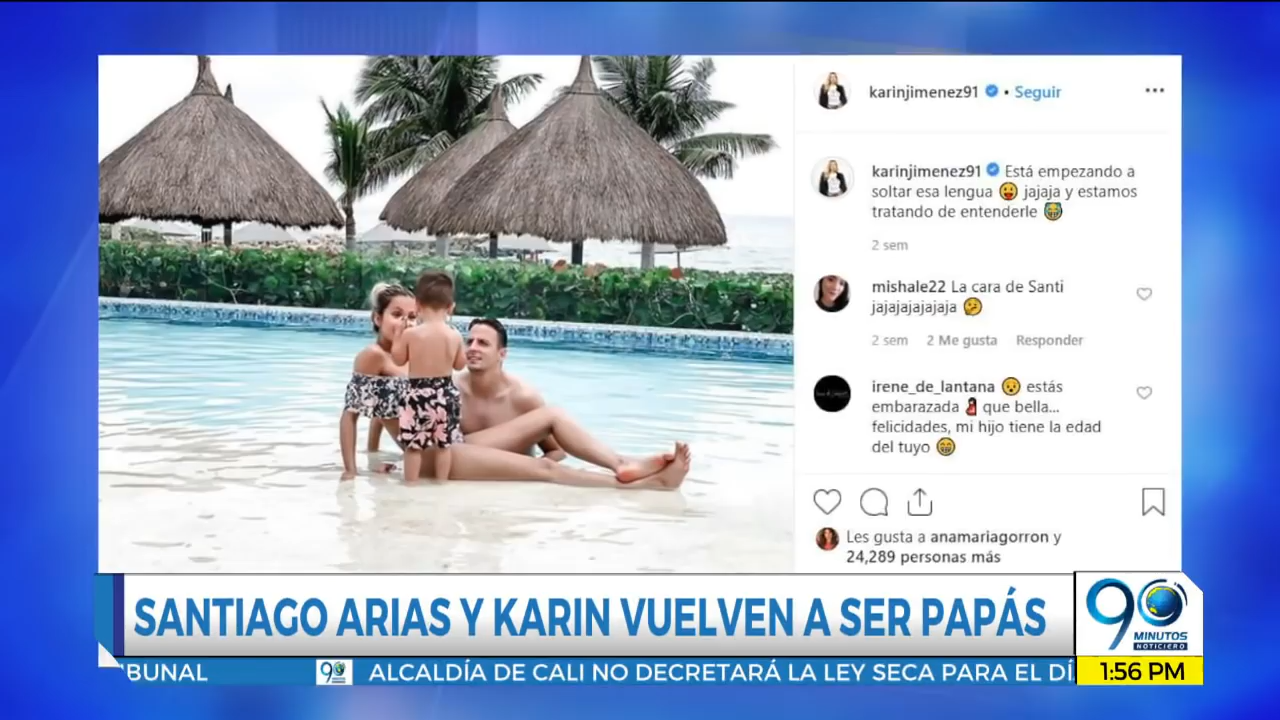 karinjimenez91 • Seguir
karinjimenez91 Está empezando a
soltar esa lengua 😛 jajaja y estamos
tratando de entenderle 😂
2 sem
mishale22 La cara de Santi
jajajajajajaja 🤔
2 sem 2 Me gusta Responder
irene_de_lantana 😮 estás
embarazada 💃 que bella...
felicidades, mi hijo tiene la edad
del tuyo 😁
Les gusta a anamariagorron y
24,289 personas más
SANTIAGO ARIAS Y KARIN VUELVEN A SER PAPÁS
90
MINUTOS
NOTICIERO
BUNAL 90 ALCALDÍA DE CALI NO DECRETARÁ LA LEY SECA PARA EL DÍ
1:56 PM